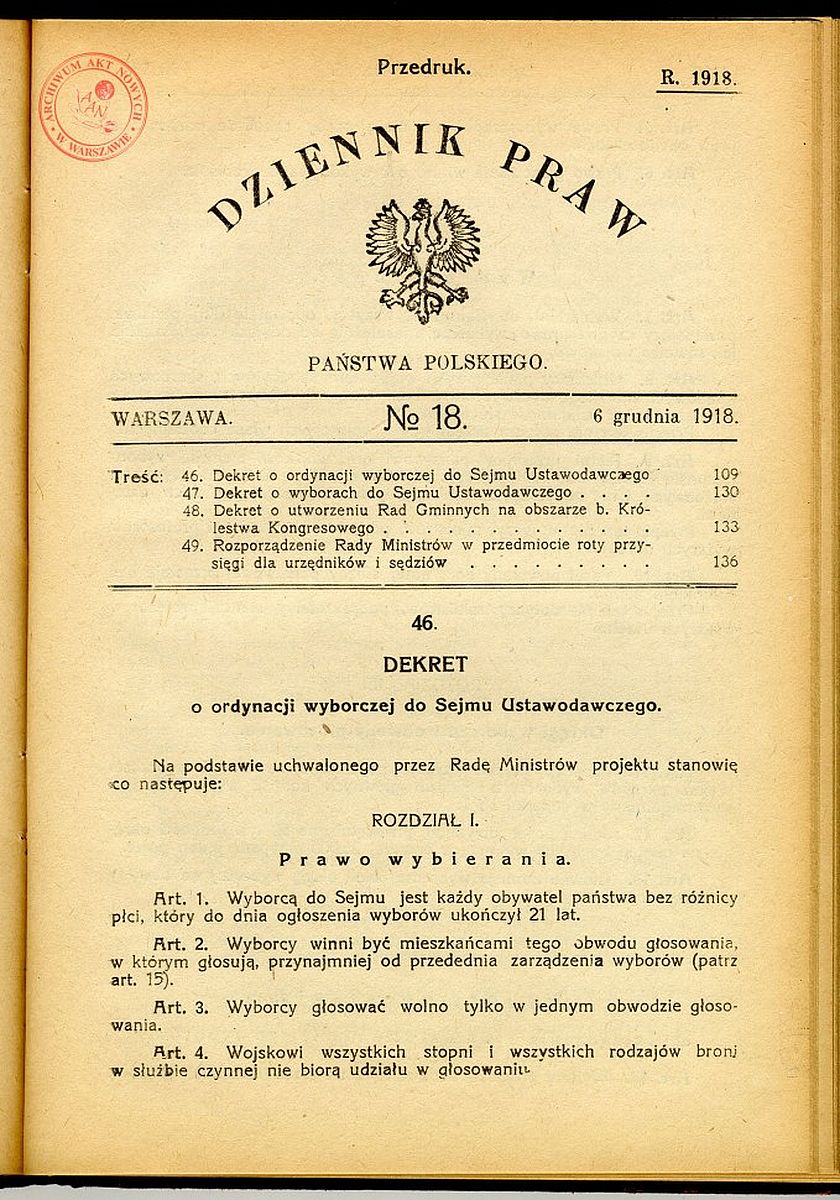 Przedruk.
R. 1918.
ARCHIWUM AKT NOWYCH
• W WARSZAWIE •
AAN
DZIENNIK PRAW
PAŃSTWA POLSKIEGO.
WARSZAWA. № 18. 6 grudnia 1918.
Treść: 46. Dekret o ordynacji wyborczej do Sejmu Ustawodawczego 109
47. Dekret o wyborach do Sejmu Ustawodawczego . . . . 130
48. Dekret o utworzeniu Rad Gminnych na obszarze b. Kró-
lestwa Kongresowego . . . . . . . . . . . . . 133
49. Rozporządzenie Rady Ministrów w przedmiocie roty przy-
sięgi dla urzędników i sędziów . . . . . . . . . 136
46.
DEKRET
o ordynacji wyborczej do Sejmu Ustawodawczego.
Na podstawie uchwalonego przez Radę Ministrów projektu stanowię
co następuje:
ROZDZIAŁ I.
Prawo wybierania.
Art. 1. Wyborcą do Sejmu jest każdy obywatel państwa bez różnicy
płci, który do dnia ogłoszenia wyborów ukończył 21 lat.
Art. 2. Wyborcy winni być mieszkańcami tego obwodu głosowania,
w którym głosują, przynajmniej od przedednia zarządzenia wyborów (patrz
art. 15).
Art. 3. Wyborcy głosować wolno tylko w jednym obwodzie głoso-
wania.
Art. 4. Wojskowi wszystkich stopni i wszystkich rodzajów broni
w służbie czynnej nie biorą udziału w głosowaniu.